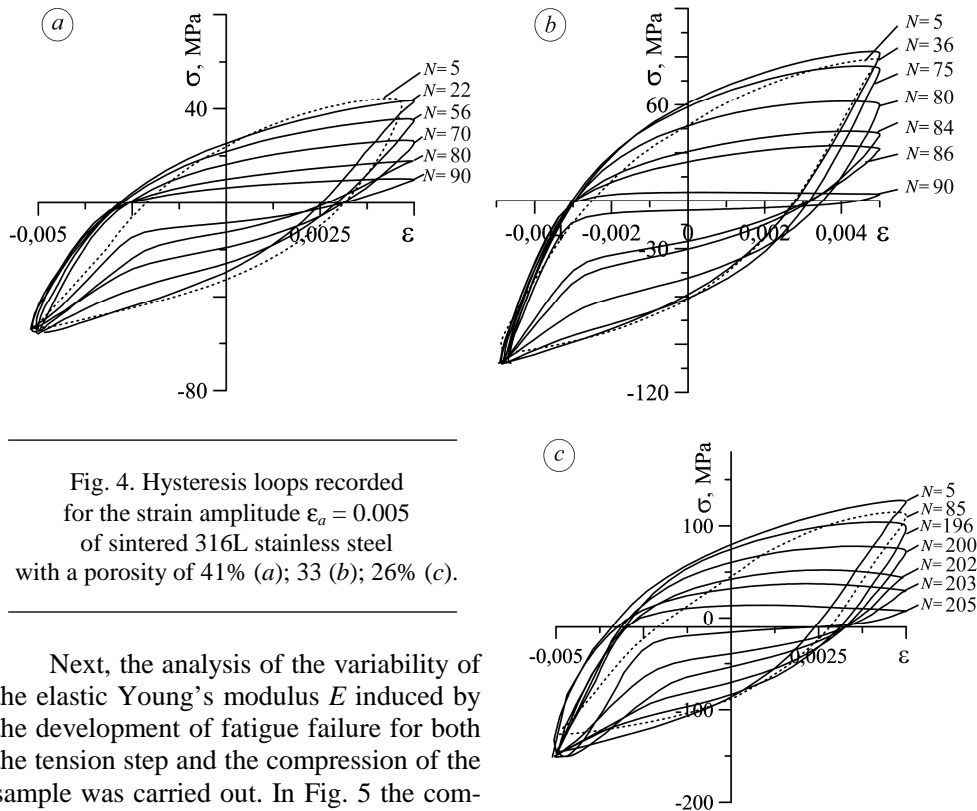 a
σ, MPa
40
-80
-0,005
0,0025
ε
N=5
N=22
N=56
N=70
N=80
N=90
b
σ, MPa
60
-30
-120
-0,004
-0,002
0
0,002
0,004
ε
N=5
N=36
N=75
N=80
N=84
N=86
N=90
Fig. 4. Hysteresis loops recorded
for the strain amplitude εa = 0.005
of sintered 316L stainless steel
with a porosity of 41% (a); 33 (b); 26% (c).
c
σ, MPa
100
0
-100
-200
-0,005
0,0025
ε
N=5
N=85
N=196
N=200
N=202
N=203
N=205
Next, the analysis of the variability of
the elastic Young's modulus E induced by
the development of fatigue failure for both
the tension step and the compression of the
sample was carried out. In Fig. 5 the com-